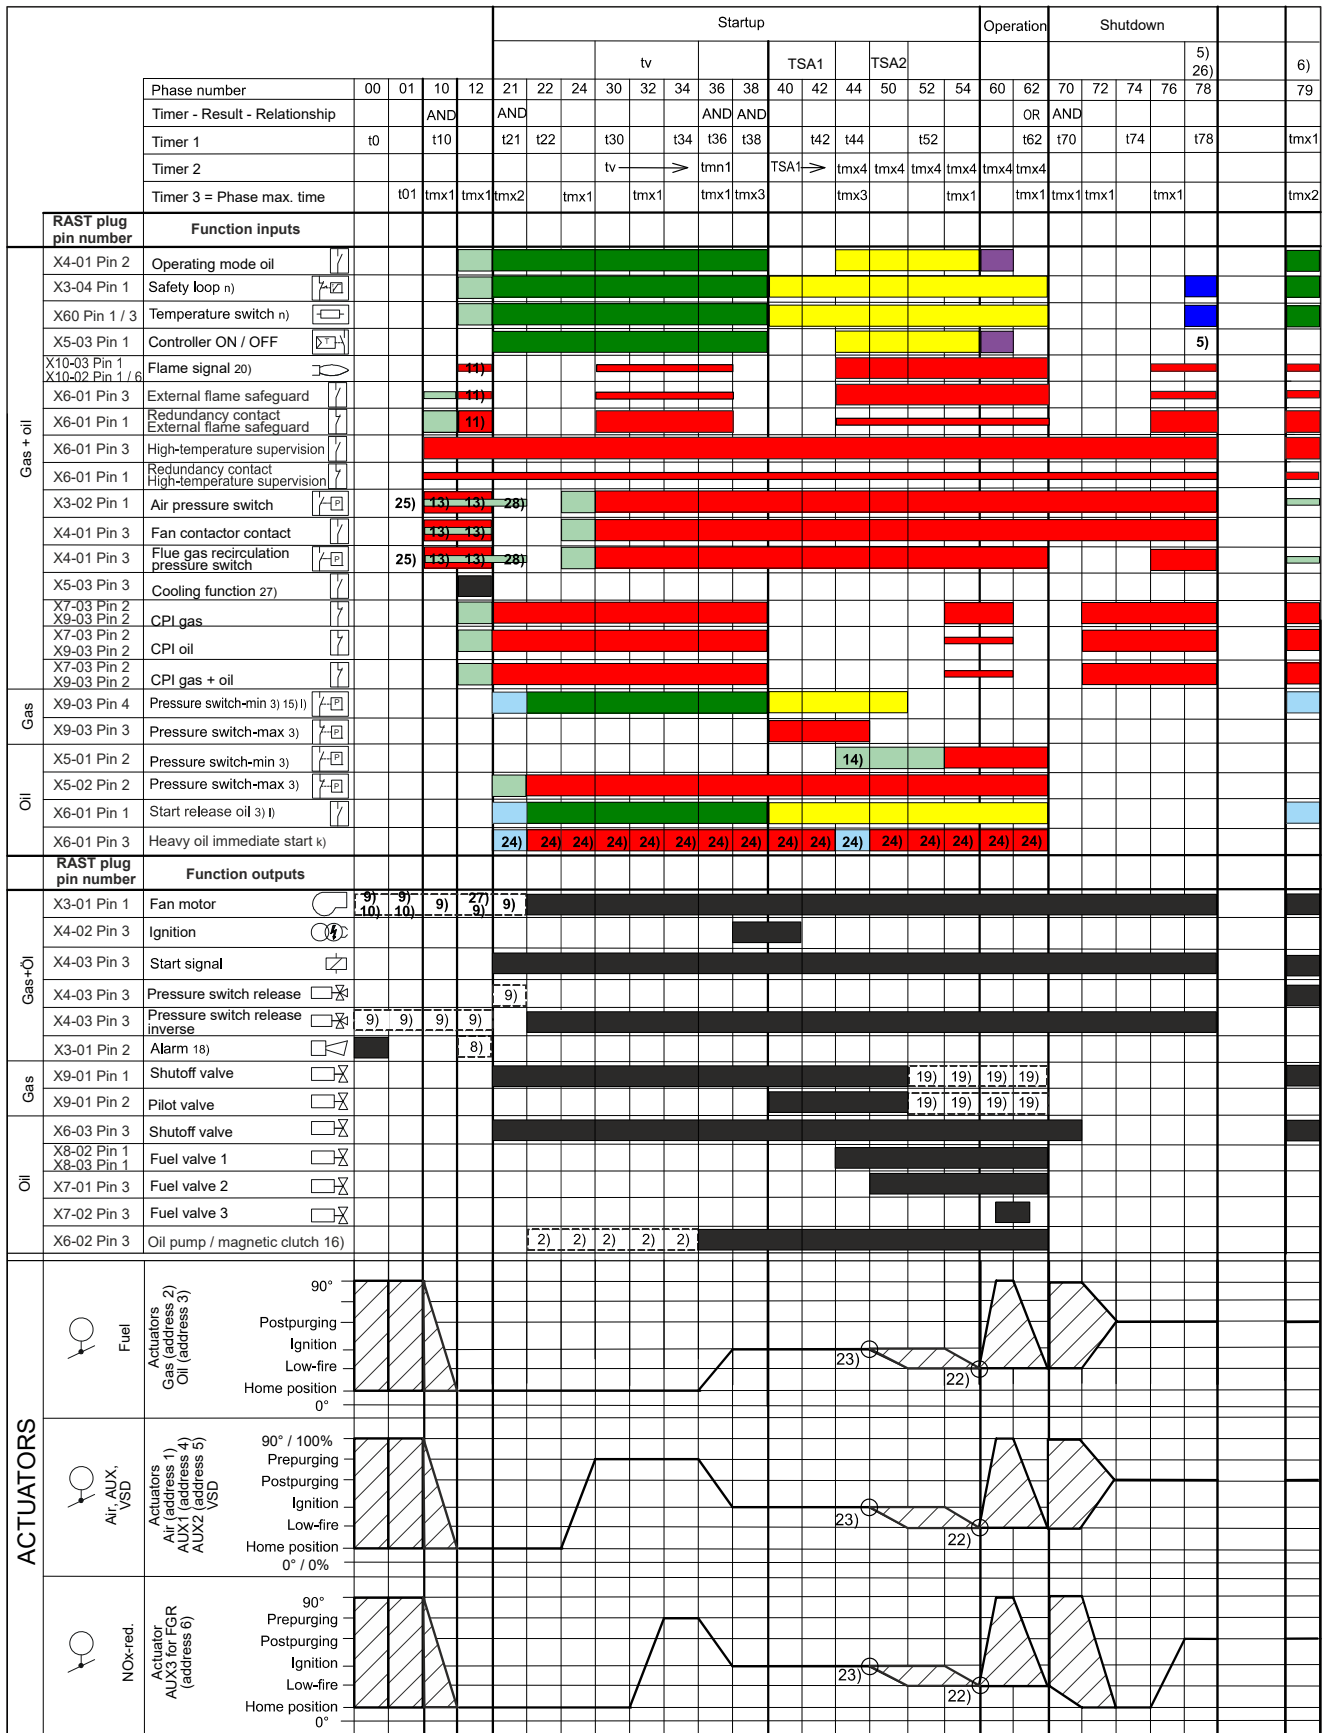 Startup Operation Shutdown
tv TSA1 TSA2 5) 26) 6)
Phase number 00 01 10 12 21 22 24 30 32 34 36 38 40 42 44 50 52 54 60 62 70 72 74 76 78 79
Timer - Result - Relationship AND AND AND AND OR AND
Timer 1 t0 t10 t21 t22 t30 t34 t36 t38 t42 t44 t52 t62 t70 t74 t78 tmx1
Timer 2 tv tmn1 TSA1 tmx4 tmx4 tmx4 tmx4 tmx4 tmx4
Timer 3 = Phase max. time t01 tmx1 tmx1 tmx2 tmx1 tmx1 tmx1 tmx3 tmx3 tmx1 tmx1 tmx1 tmx1 tmx1 tmx2
RAST plug pin number Function inputs
Gas + oil
X4-01 Pin 2 Operating mode oil
X3-04 Pin 1 Safety loop n)
X60 Pin 1 / 3 Temperature switch n)
X5-03 Pin 1 Controller ON / OFF 5)
X10-03 Pin 1
X10-02 Pin 1 / 6 Flame signal 20) 11)
X6-01 Pin 3 External flame safeguard 11)
X6-01 Pin 1 Redundancy contact External flame safeguard 11)
X6-01 Pin 3 High-temperature supervision
X6-01 Pin 1 Redundancy contact High-temperature supervision
X3-02 Pin 1 Air pressure switch P 25) 13) 13) 28)
X4-01 Pin 3 Fan contactor contact 13) 13)
X4-01 Pin 3 Flue gas recirculation pressure switch P 25) 13) 13) 28)
X5-03 Pin 3 Cooling function 27)
X7-03 Pin 2
X9-03 Pin 2 CPI gas
X7-03 Pin 2
X9-03 Pin 2 CPI oil
X7-03 Pin 2
X9-03 Pin 2 CPI gas + oil
Gas
X9-03 Pin 4 Pressure switch-min 3) 15) l) P
X9-03 Pin 3 Pressure switch-max 3) P
Oil
X5-01 Pin 2 Pressure switch-min 3) P 14)
X5-02 Pin 2 Pressure switch-max 3) P
X6-01 Pin 1 Start release oil 3) l)
X6-01 Pin 3 Heavy oil immediate start k) 24) 24) 24) 24) 24) 24) 24) 24) 24) 24) 24) 24) 24) 24) 24) 24)
RAST plug pin number Function outputs
Gas+Öl
X3-01 Pin 1 Fan motor 9) 10) 9) 10) 9) 27) 9) 9)
X4-02 Pin 3 Ignition
X4-03 Pin 3 Start signal
X4-03 Pin 3 Pressure switch release 9)
X4-03 Pin 3 Pressure switch release inverse 9) 9) 9) 9)
X3-01 Pin 2 Alarm 18) 8)
Gas
X9-01 Pin 1 Shutoff valve 19) 19) 19) 19)
X9-01 Pin 2 Pilot valve 19) 19) 19) 19)
Oil
X6-03 Pin 3 Shutoff valve
X8-02 Pin 1
X8-03 Pin 1 Fuel valve 1
X7-01 Pin 3 Fuel valve 2
X7-02 Pin 3 Fuel valve 3
X6-02 Pin 3 Oil pump / magnetic clutch 16) 2) 2) 2) 2) 2)
ACTUATORS
Fuel
Actuators
Gas (address 2)
Oil (address 3)
90°
Postpurging
Ignition
Low-fire
Home position
0°
23)
22)
Air, AUX, VSD
Actuators
Air (address 1)
AUX1 (address 4)
AUX2 (address 5)
VSD
90° / 100%
Prepurging
Postpurging
Ignition
Low-fire
Home position
0° / 0%
23)
22)
NOx-red.
Actuator
AUX3 for FGR
(address 6)
90°
Prepurging
Postpurging
Ignition
Low-fire
Home position
0°
23)
22)